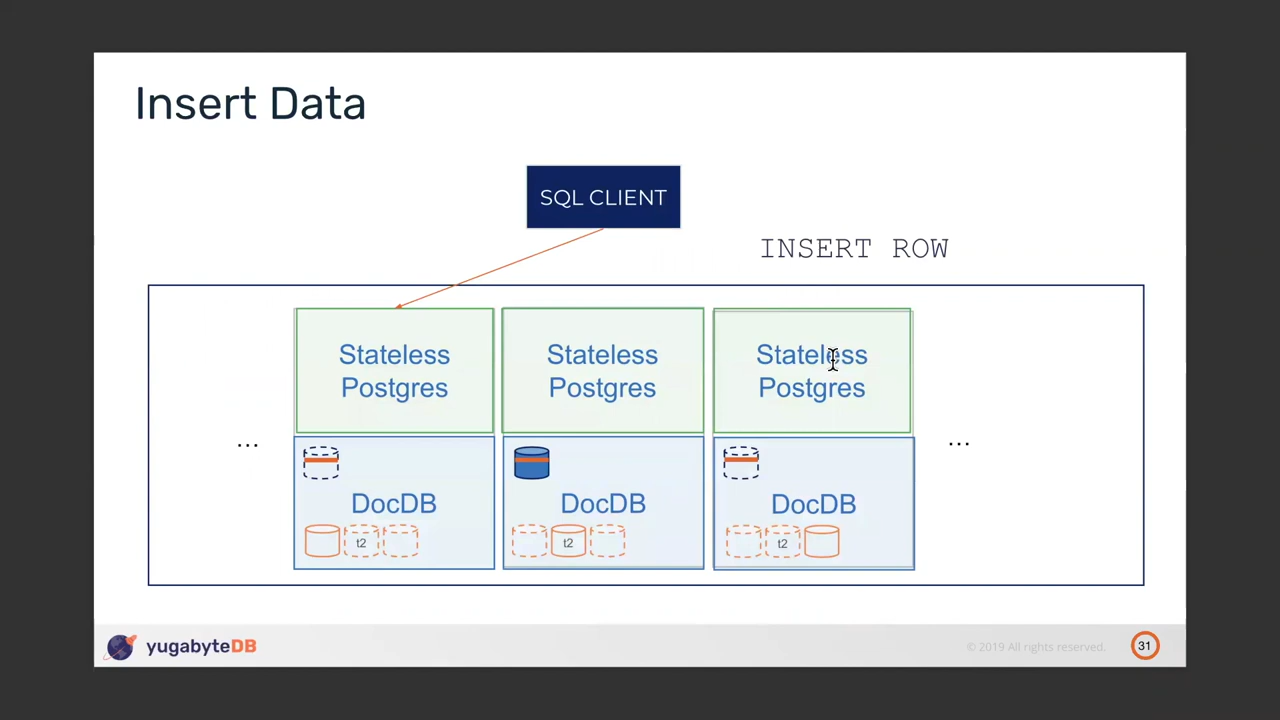 Insert Data
SQL CLIENT
INSERT ROW
Stateless
Postgres
Stateless
Postgres
Stateless
Postgres
...
...
DocDB
t2
DocDB
t2
DocDB
t2
yugabyteDB
© 2019 All rights reserved.
31